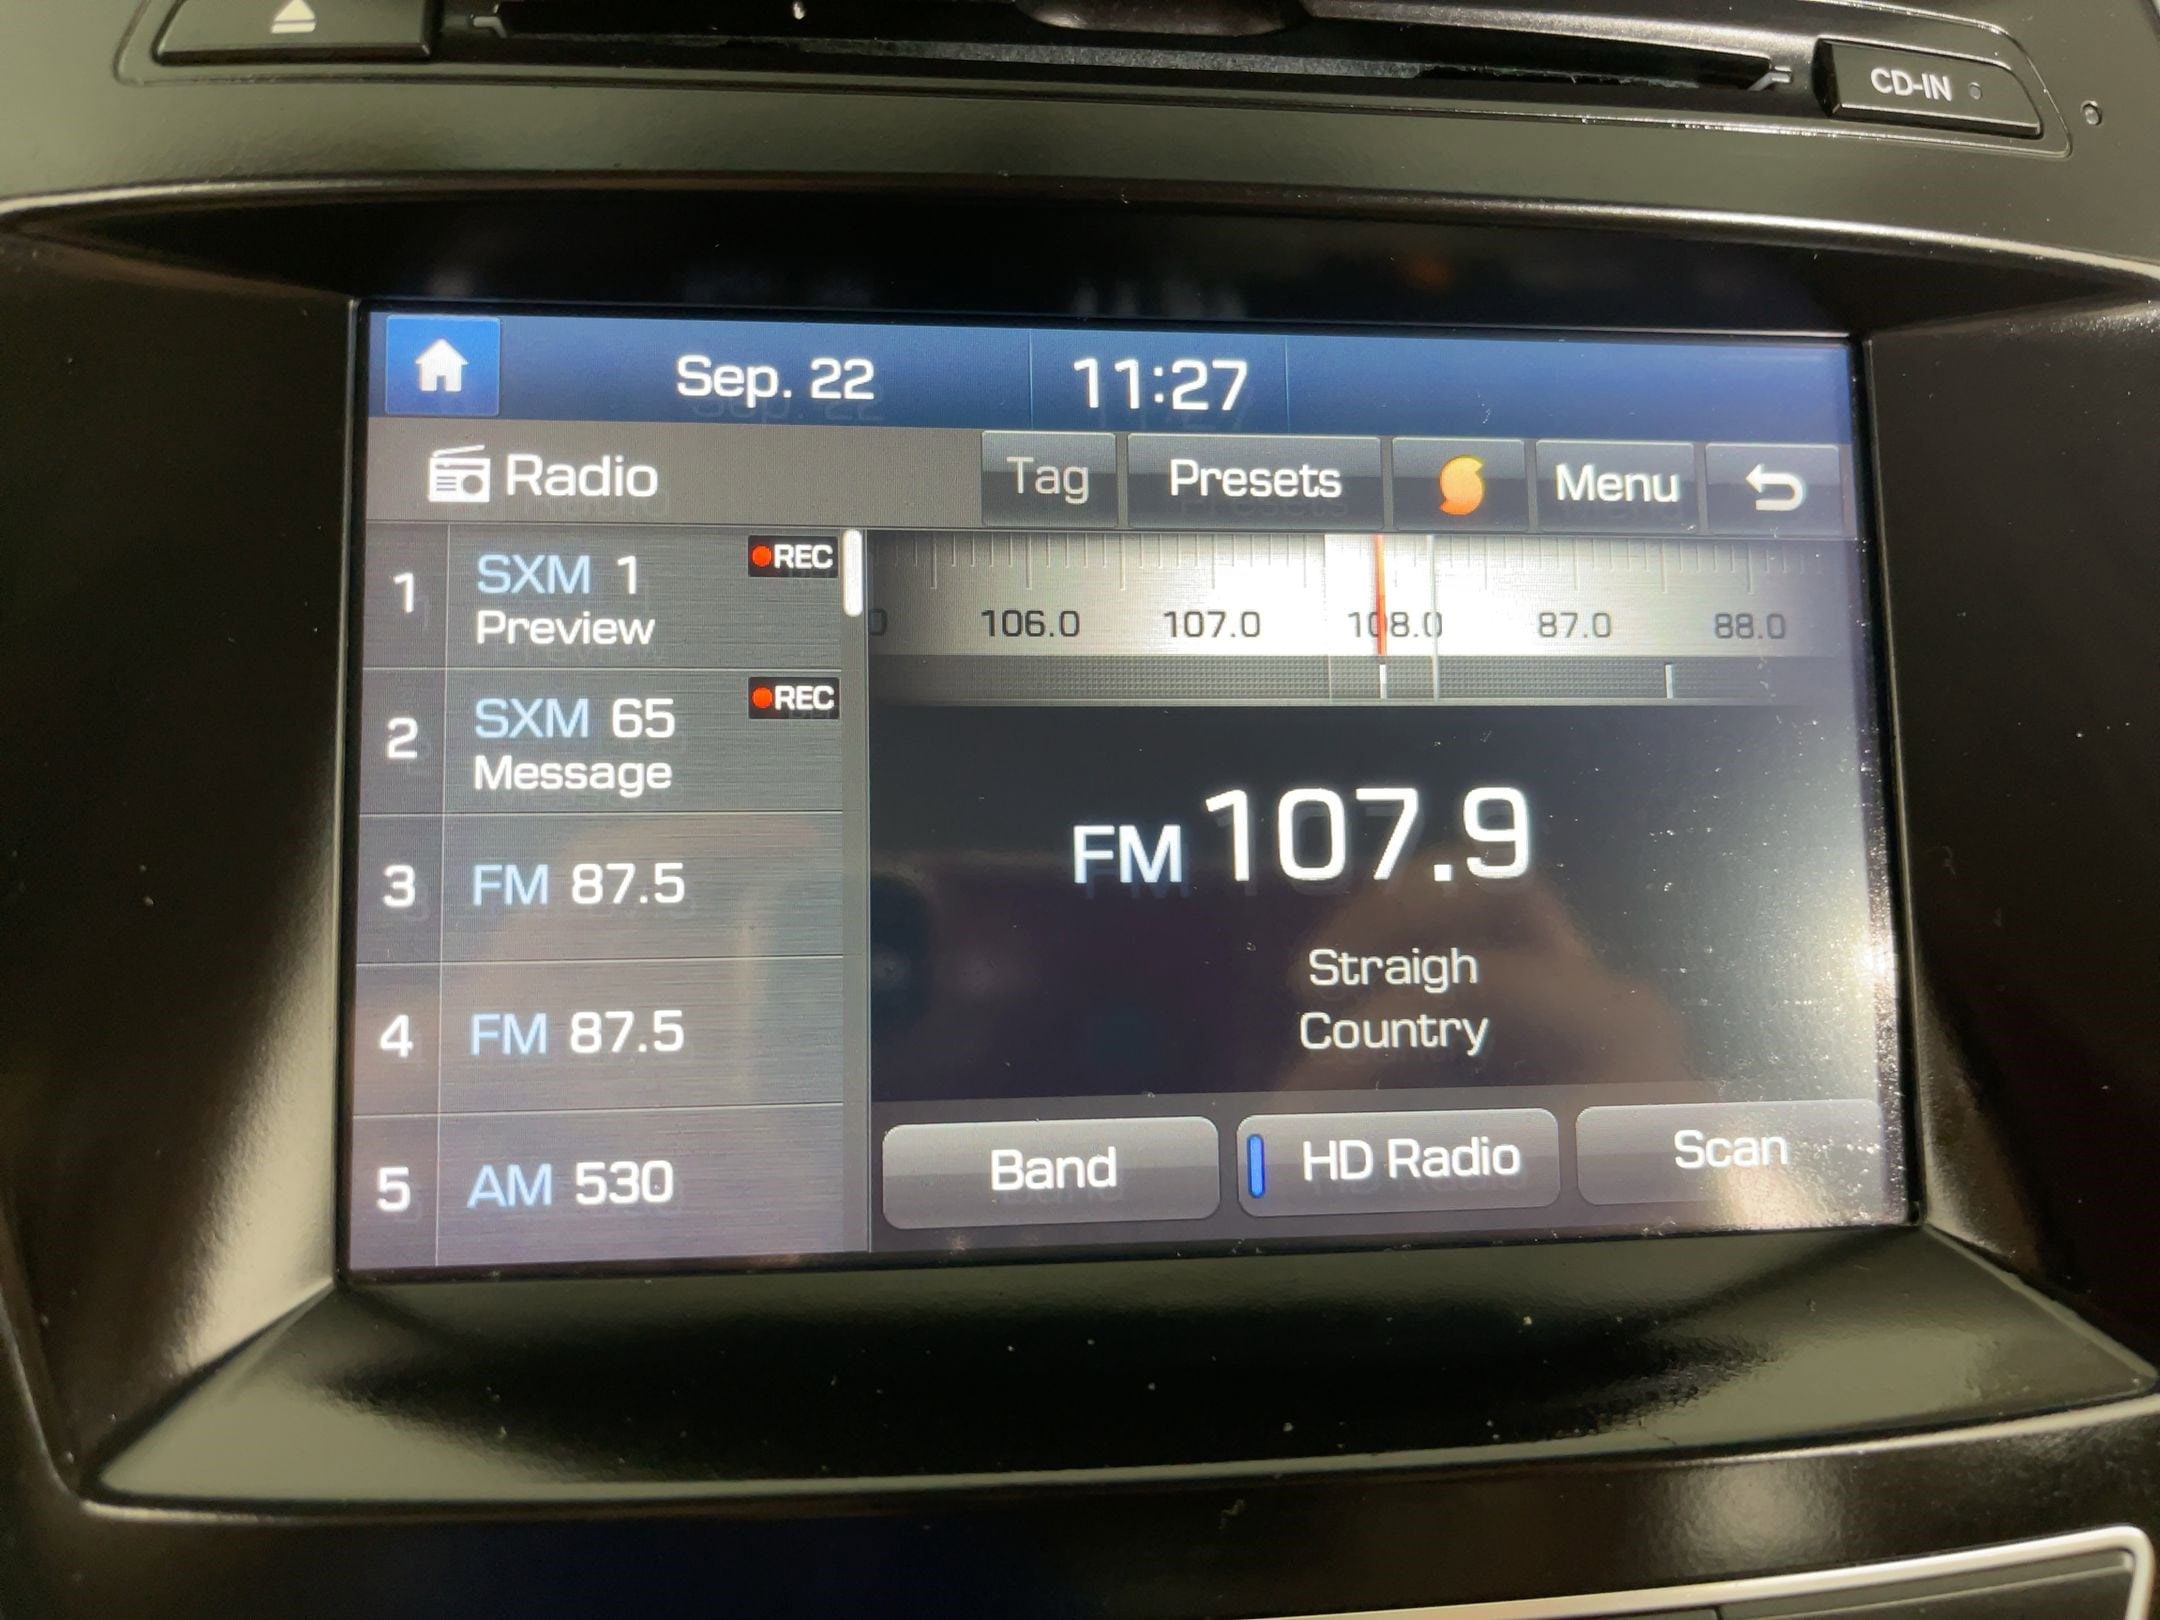 CD-IN
Sep. 22 11:27
Radio Tag Presets Menu
1 SXM 1 REC
Preview
2 SXM 65 REC
Message
3 FM 87.5
4 FM 87.5
5 AM 530
0 106.0 107.0 108.0 87.0 88.0
FM 107.9
Straigh
Country
Band HD Radio Scan